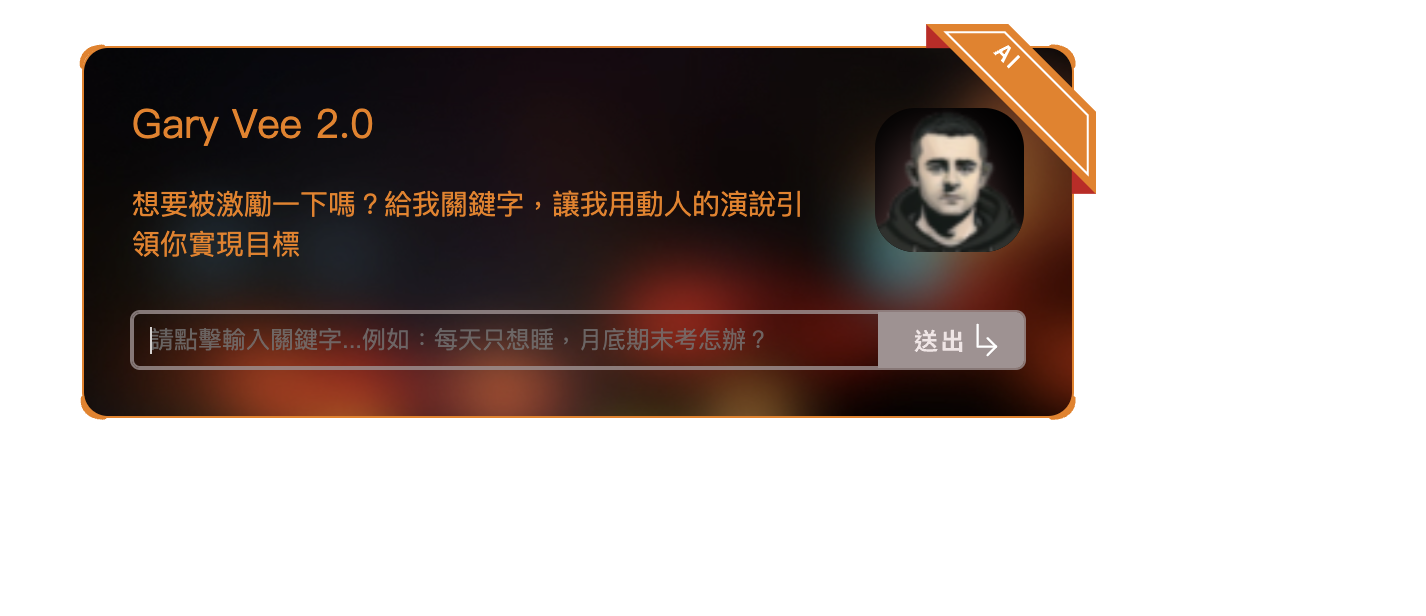 AI
Gary Vee 2.0
想要被激勵一下嗎？給我關鍵字，讓我用動人的演說引
領你實現目標
請點擊輸入關鍵字...例如：每天只想睡，月底期末考怎辦？
送出